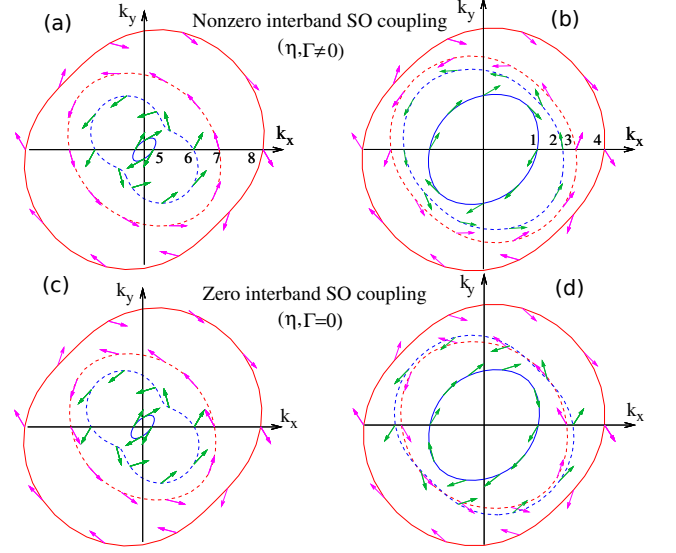 (a)
k_y
Nonzero interband SO coupling
(η,Γ≠0)
k_y
(b)
k_x
5 6 7 8
k_x
1 2 3 4
(c)
k_y
Zero interband SO coupling
(η,Γ=0)
k_y
(d)
k_x
k_x